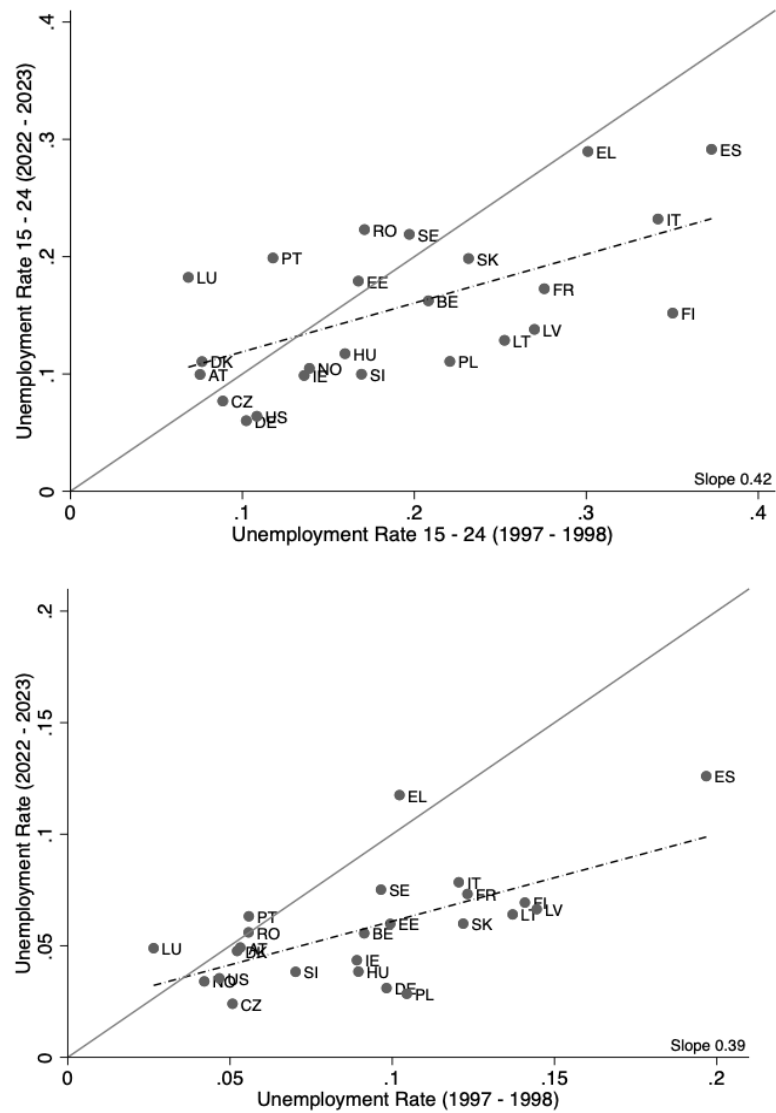 .4
.3
.2
.1
0
Unemployment Rate 15 - 24 (2022 - 2023)
ES
EL
IT
RO
SE
PT
SK
LU
EE
FR
BE
FI
LV
LT
HU
DK
PL
NO
AT
IE
SI
CZ
US
DE
Slope 0.42
0
.1
.2
.3
.4
Unemployment Rate 15 - 24 (1997 - 1998)
.2
.15
.1
.05
0
Unemployment Rate (2022 - 2023)
ES
EL
IT
SE
FR
FI
LV
LT
PT
EE
SK
RO
BE
LU
AT
DK
IE
SI
HU
US
NO
DE
PL
CZ
Slope 0.39
0
.05
.1
.15
.2
Unemployment Rate (1997 - 1998)